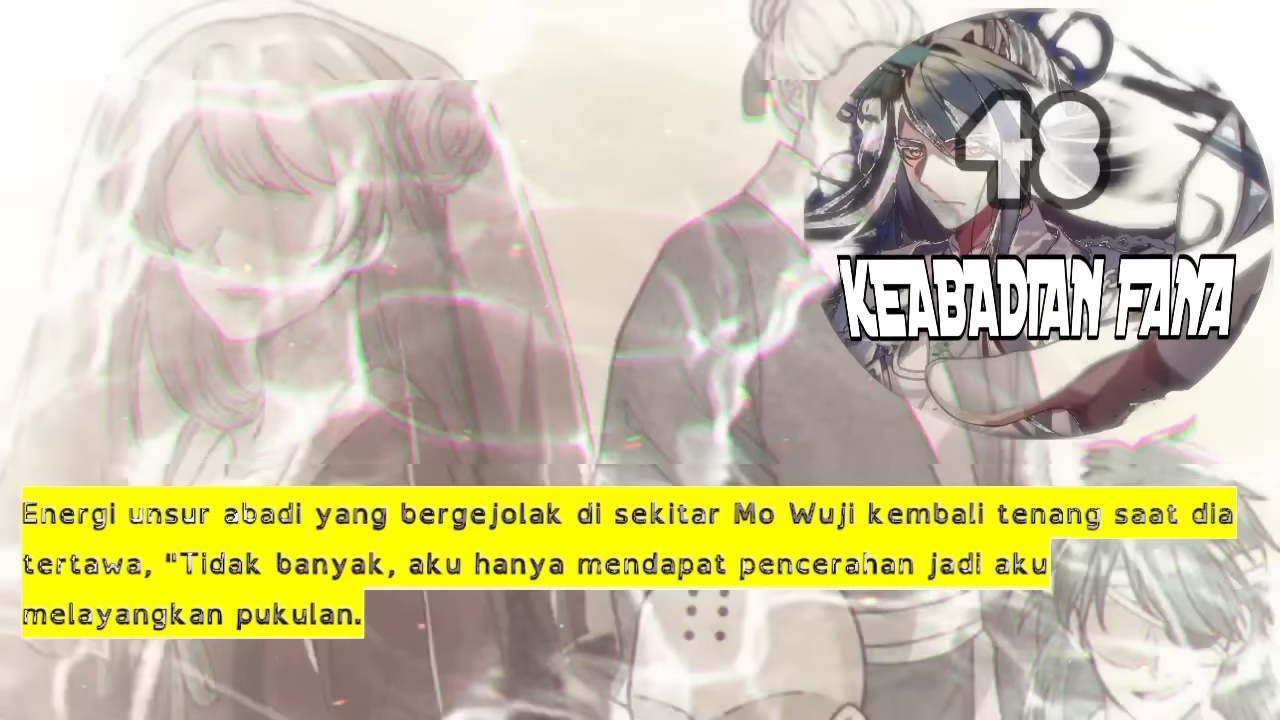 48
KEABADIAN FANA
Energi unsur abadi yang bergejolak di sekitar Mo Wuji kembali tenang saat dia
tertawa, "Tidak banyak, aku hanya mendapat pencerahan jadi aku
melayangkan pukulan.